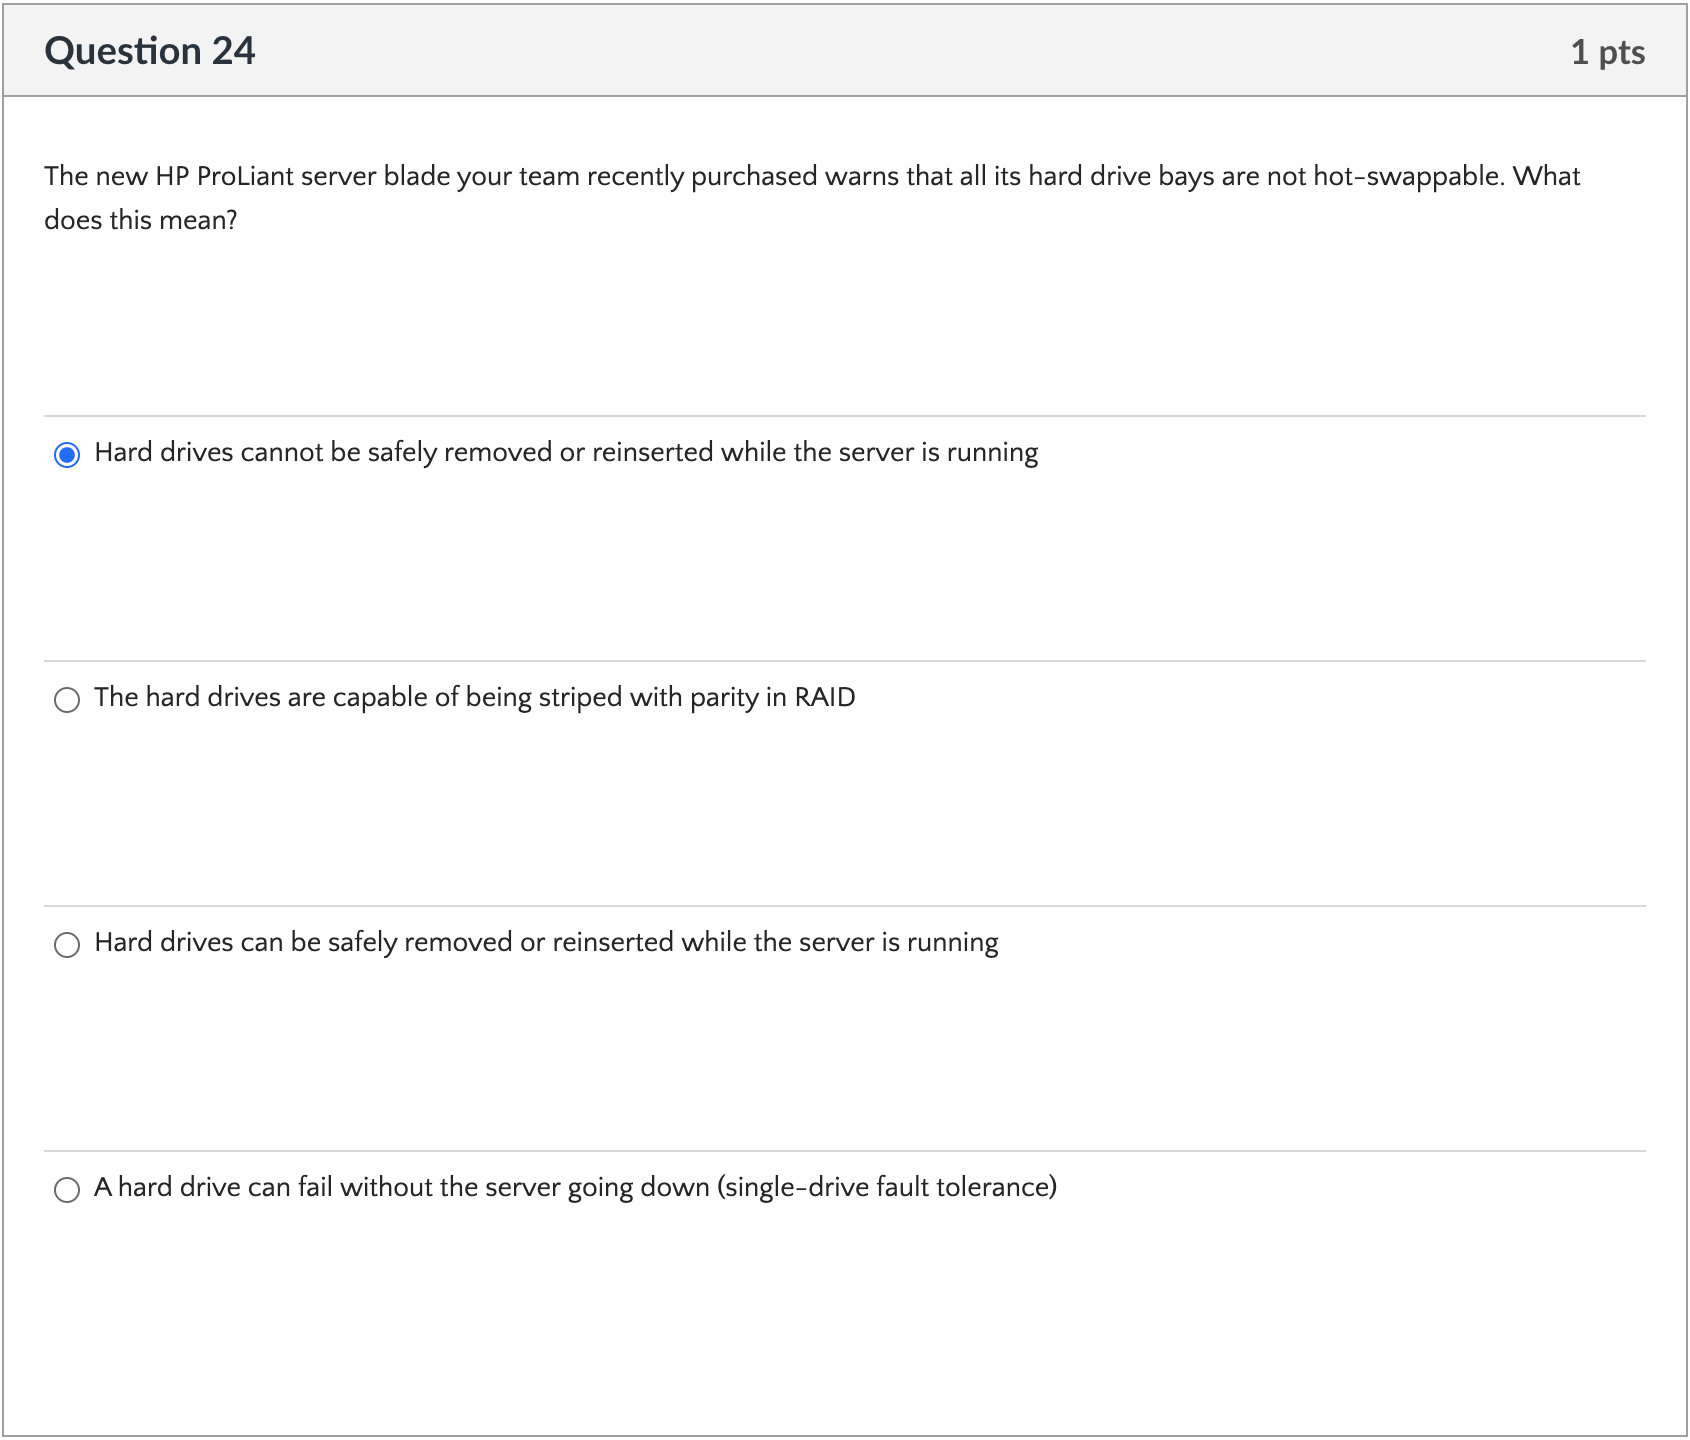 Question 24
1 pts
The new HP ProLiant server blade your team recently purchased warns that all its hard drive bays are not hot-swappable. What
does this mean?
Hard drives cannot be safely removed or reinserted while the server is running
The hard drives are capable of being striped with parity in RAID
Hard drives can be safely removed or reinserted while the server is running
A hard drive can fail without the server going down (single-drive fault tolerance)